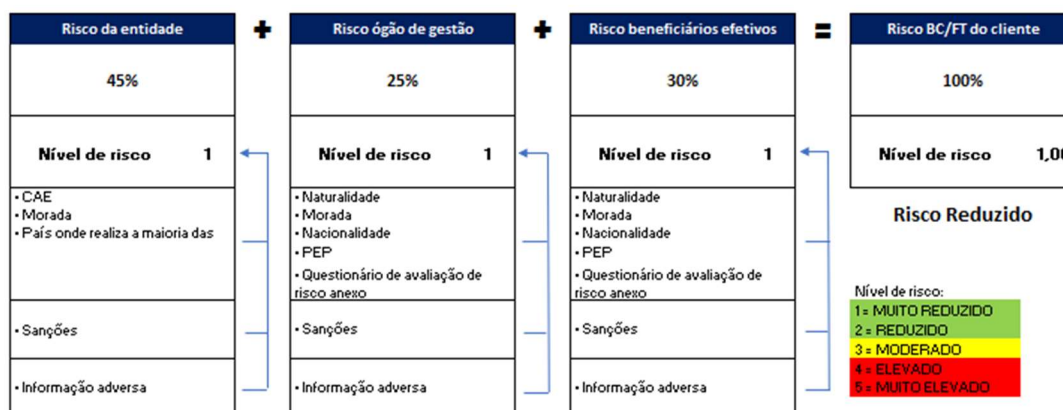 Risco da entidade
+
Risco ógão de gestão
+
Risco beneficiários efetivos
=
Risco BC/FT do cliente
45%
25%
30%
100%
Nível de risco 1
Nível de risco 1
Nível de risco 1
Nível de risco 1,00
• CAE
• Morada
• País onde realiza a maioria das
• Naturalidade
• Morada
• Nacionalidade
• PEP
• Questionário de avaliação de
risco anexo
• Naturalidade
• Morada
• Nacionalidade
• PEP
• Questionário de avaliação de
risco anexo
Risco Reduzido
• Sanções
• Sanções
• Sanções
• Informação adversa
• Informação adversa
• Informação adversa
Nível de risco:
1 = MUITO REDUZIDO
2 = REDUZIDO
3 = MODERADO
4 = ELEVADO
5 = MUITO ELEVADO